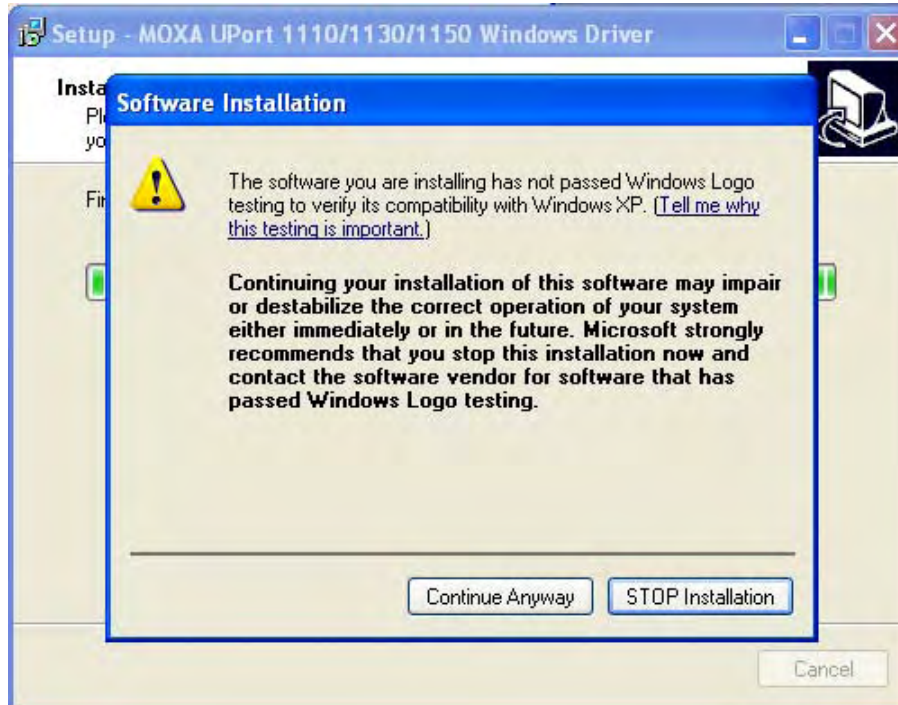 Setup - MOXA UPort 1110/1130/1150 Windows Driver
Software Installation
The software you are installing has not passed Windows Logo
testing to verify its compatibility with Windows XP. (Tell me why
this testing is important.)
Continuing your installation of this software may impair
or destabilize the correct operation of your system
either immediately or in the future. Microsoft strongly
recommends that you stop this installation now and
contact the software vendor for software that has
passed Windows Logo testing.
Continue Anyway
STOP Installation
Cancel